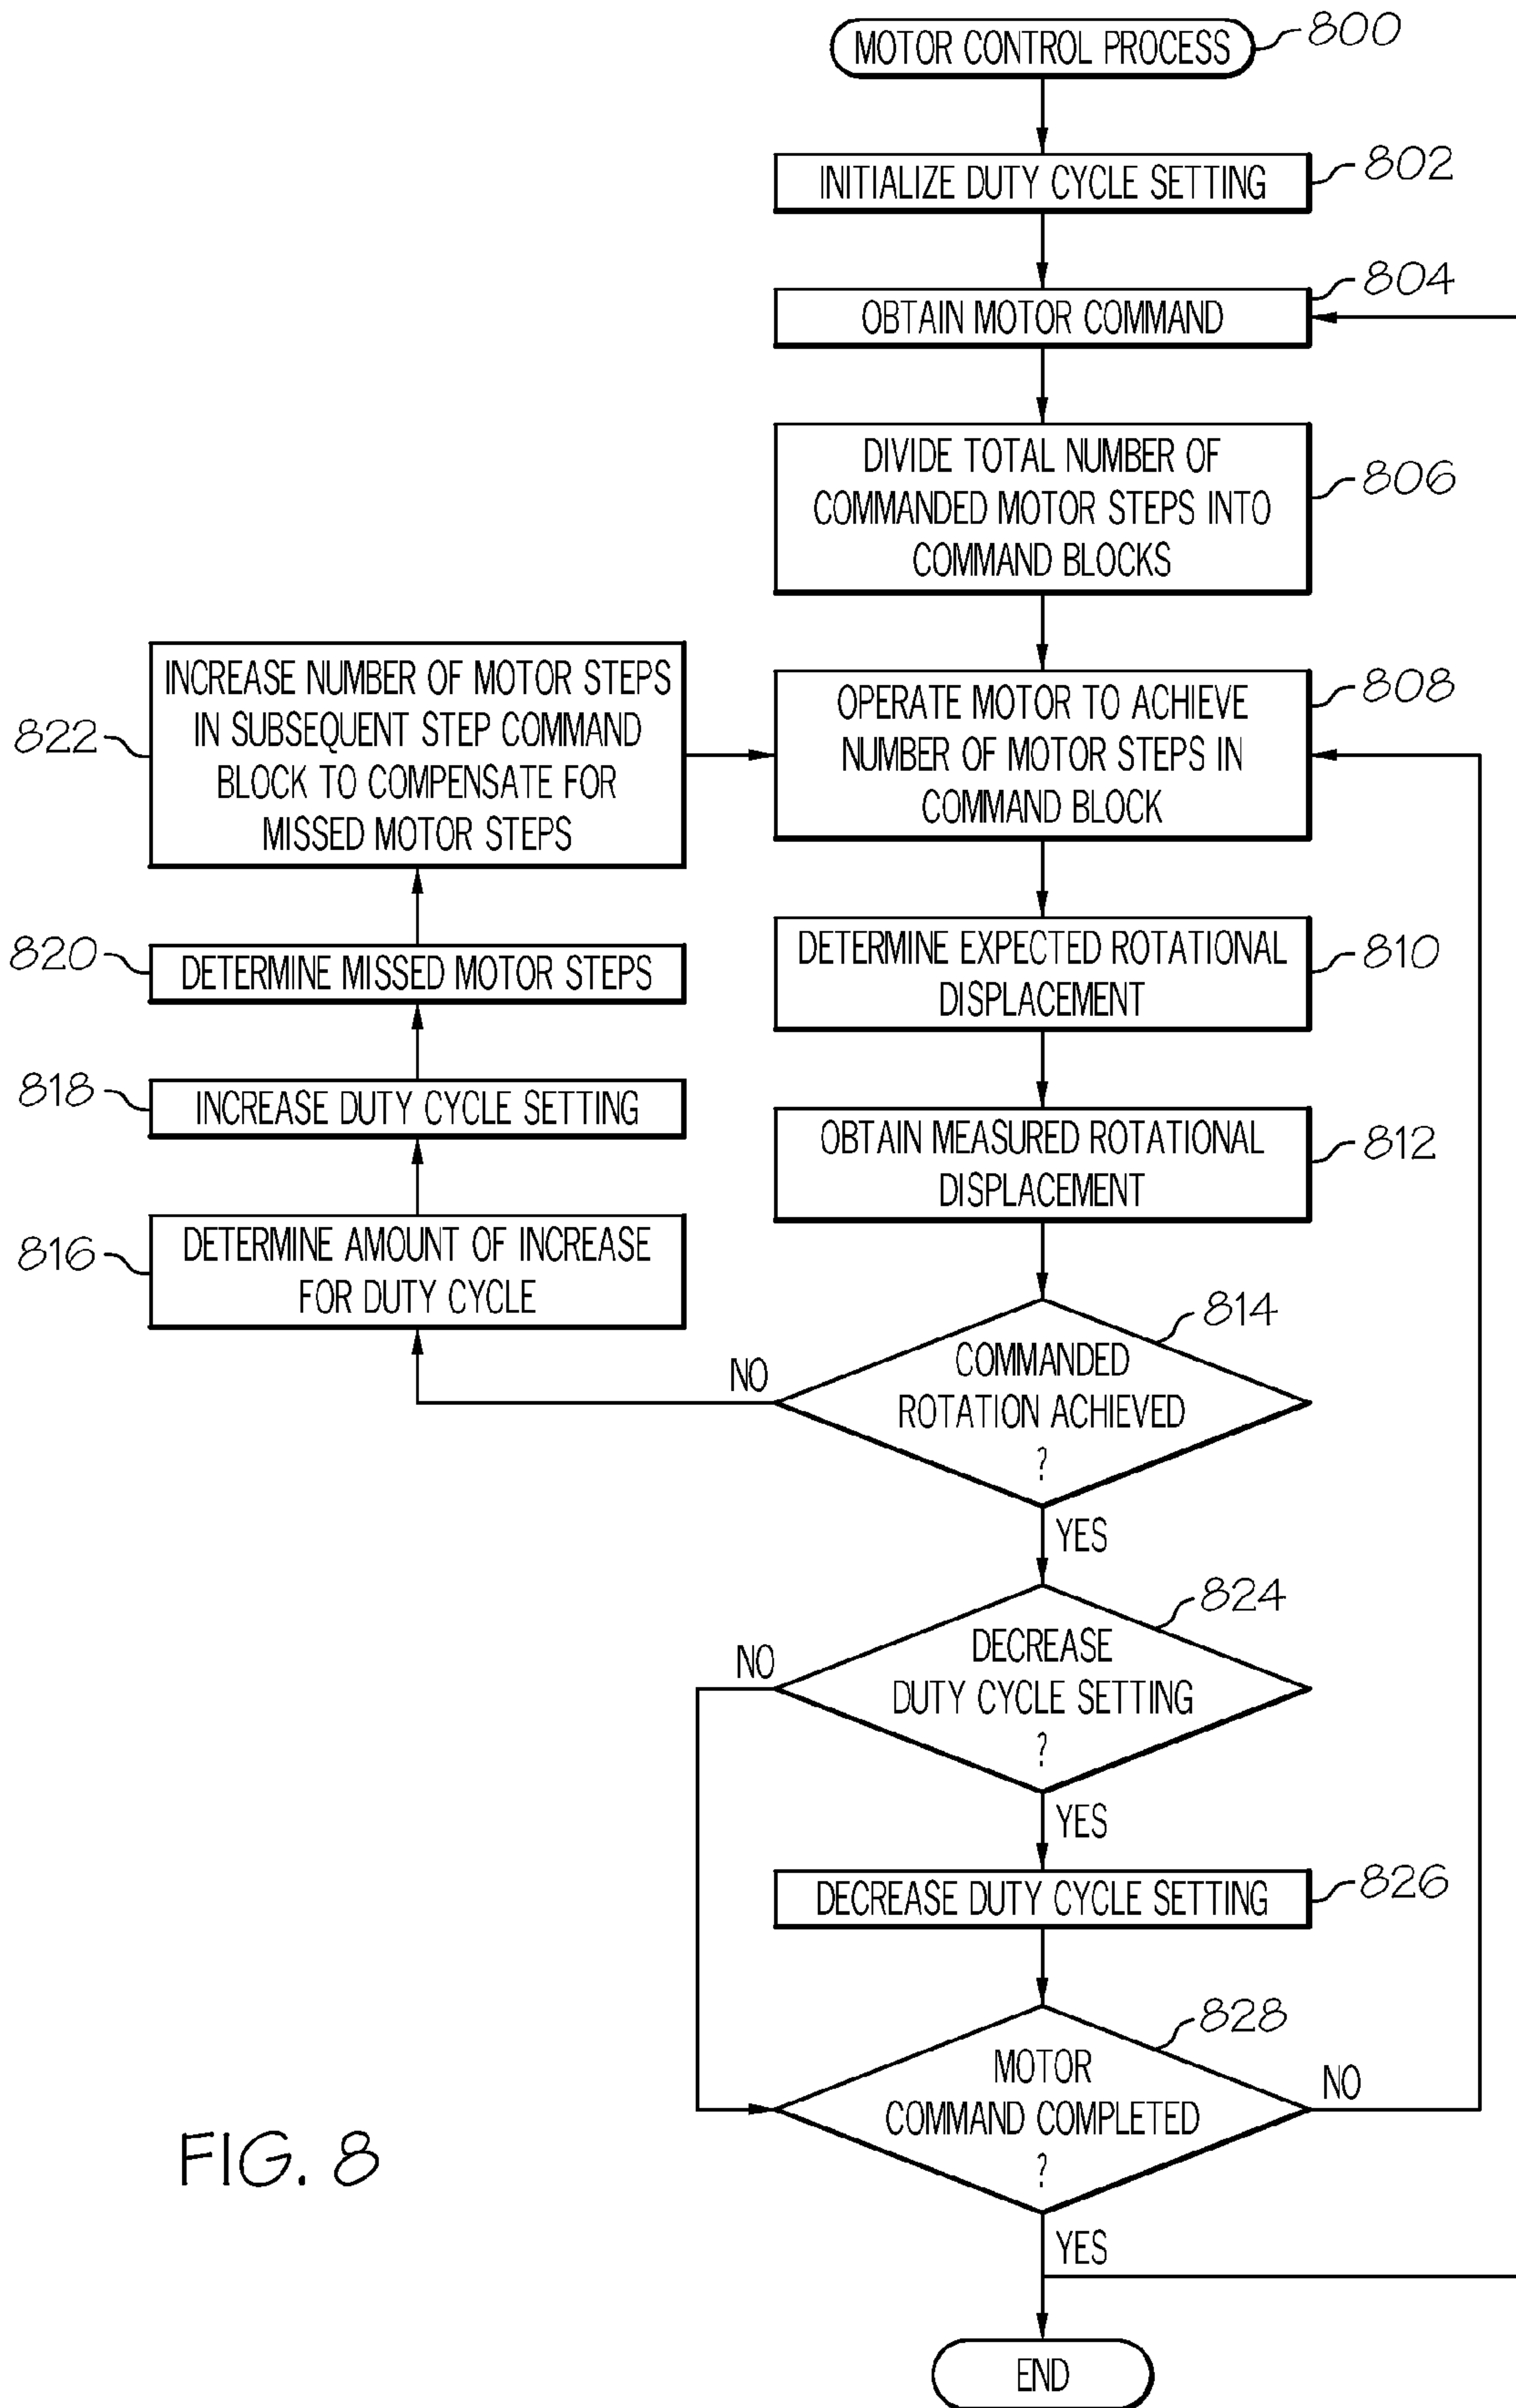 MOTOR CONTROL PROCESS
800
INITIALIZE DUTY CYCLE SETTING
802
OBTAIN MOTOR COMMAND
804
DIVIDE TOTAL NUMBER OF
COMMANDED MOTOR STEPS INTO
COMMAND BLOCKS
806
OPERATE MOTOR TO ACHIEVE
NUMBER OF MOTOR STEPS IN
COMMAND BLOCK
808
DETERMINE EXPECTED ROTATIONAL
DISPLACEMENT
810
OBTAIN MEASURED ROTATIONAL
DISPLACEMENT
812
COMMANDED
ROTATION ACHIEVED
?
814
NO
YES
DETERMINE AMOUNT OF INCREASE
FOR DUTY CYCLE
816
INCREASE DUTY CYCLE SETTING
818
DETERMINE MISSED MOTOR STEPS
820
INCREASE NUMBER OF MOTOR STEPS
IN SUBSEQUENT STEP COMMAND
BLOCK TO COMPENSATE FOR
MISSED MOTOR STEPS
822
DECREASE
DUTY CYCLE SETTING
?
824
NO
YES
DECREASE DUTY CYCLE SETTING
826
MOTOR
COMMAND COMPLETED
?
828
NO
YES
END
FIG. 8